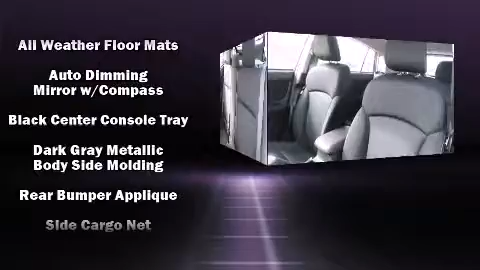 All Weather Floor Mats
Auto Dimming
Mirror w/Compass
Black Center Console Tray
Dark Gray Metallic
Body Side Molding
Rear Bumper Applique
Side Cargo Net